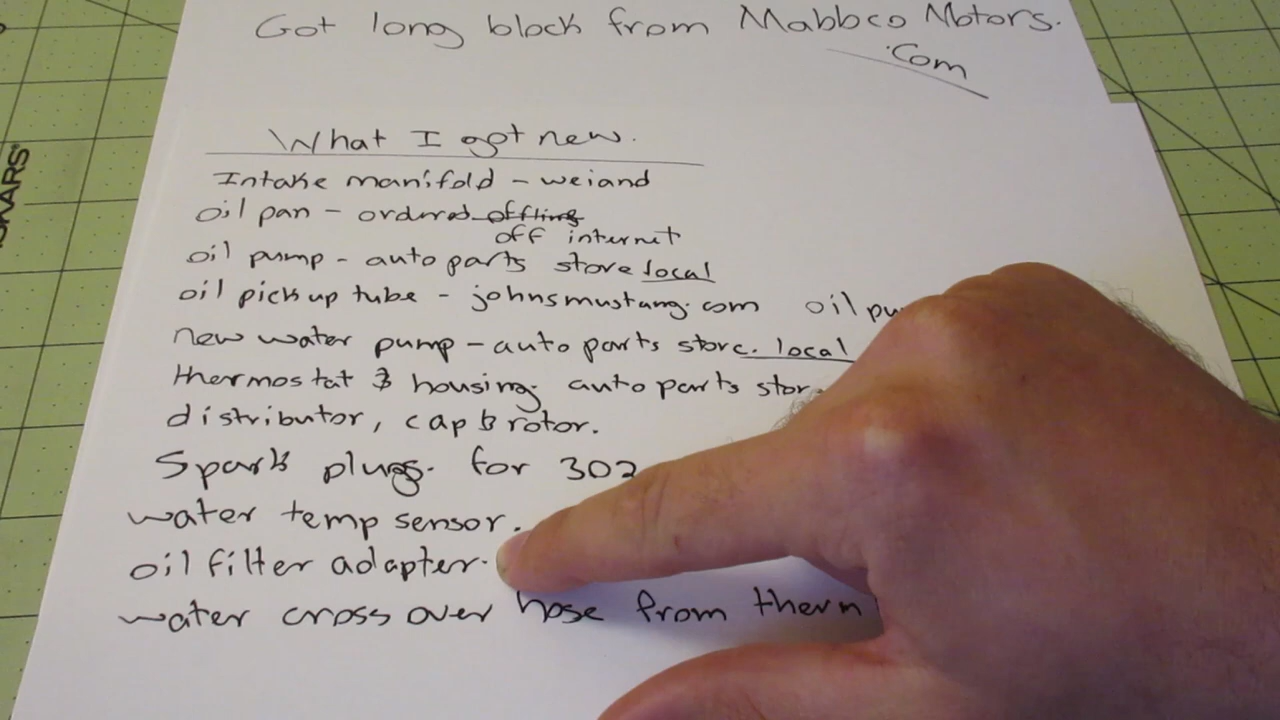 Got long block from Mabbco Motors.
.Com
What I got new.
Intake manifold - weiand
oil pan - ordered offline
off internet
oil pump - auto parts store local
oil pickup tube - johnsmustang.com oil pu
new water pump - auto parts store. local
thermostat & housing. auto parts stor
distributor, cap & rotor.
Spark plugs. for 302
water temp sensor.
oil filter adapter.
water cross over hose from therm
SKARS